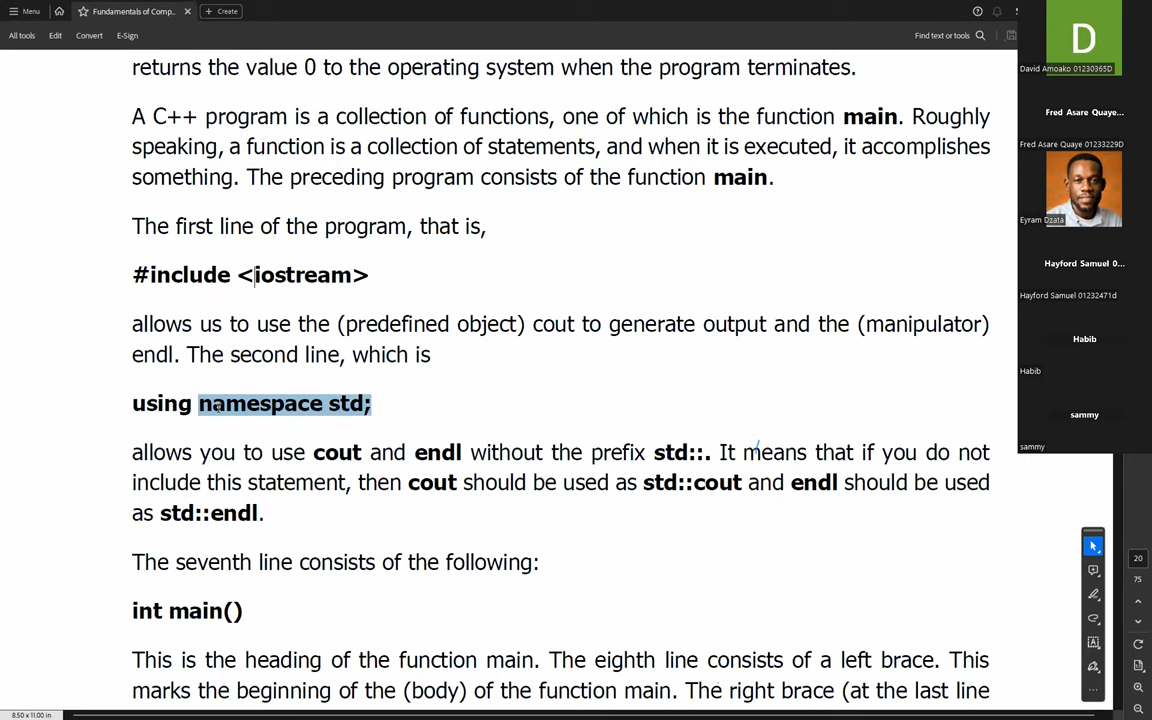 Menu
Fundamentals of Comp...
Create
All tools
Edit
Convert
E-Sign
Find text or tools
returns the value 0 to the operating system when the program terminates.
A C++ program is a collection of functions, one of which is the function main. Roughly
speaking, a function is a collection of statements, and when it is executed, it accomplishes
something. The preceding program consists of the function main.
The first line of the program, that is,
#include <iostream>
allows us to use the (predefined object) cout to generate output and the (manipulator)
endl. The second line, which is
using namespace std;
allows you to use cout and endl without the prefix std::. It means that if you do not
include this statement, then cout should be used as std::cout and endl should be used
as std::endl.
The seventh line consists of the following:
int main()
This is the heading of the function main. The eighth line consists of a left brace. This
marks the beginning of the (body) of the function main. The right brace (at the last line
8.50 x 11.00 in
D
David Amoako 01230365D
Fred Asare Quaye...
Fred Asare Quaye 01233229D
Eyram Dzata
Hayford Samuel 0...
Hayford Samuel 01232471d
Habib
Habib
sammy
sammy
20
75